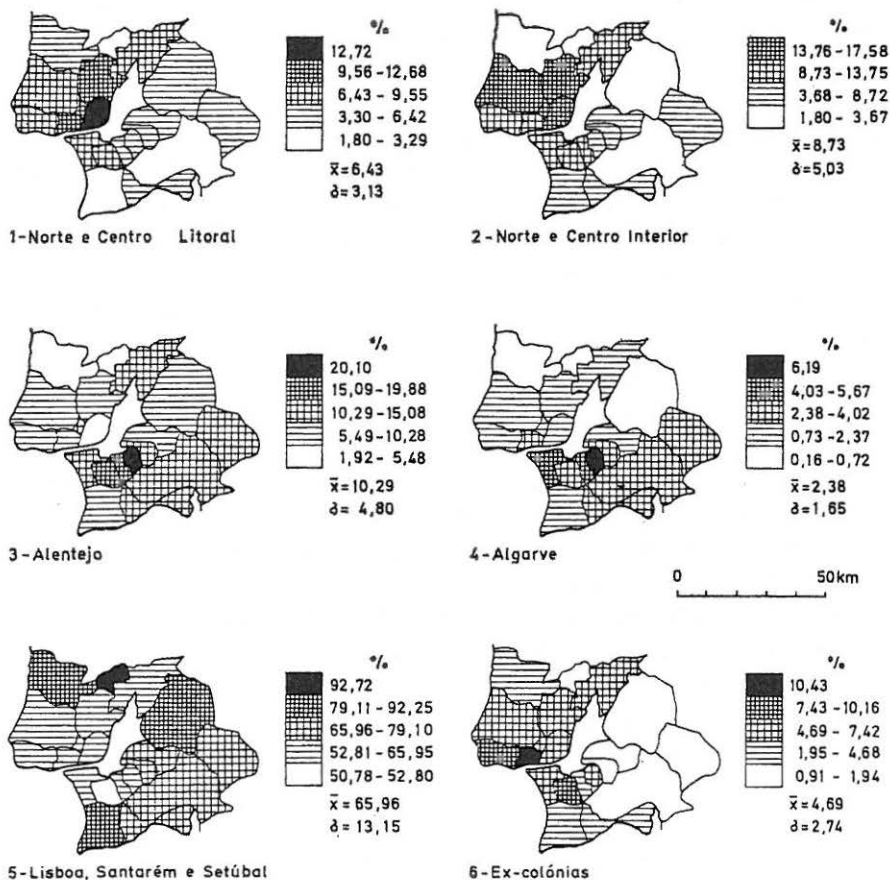 %
12,72
9,56-12,68
6,43-9,55
3,30-6,42
1,80-3,29
x̄=6,43
δ=3,13
1-Norte e Centro Litoral
%
13,76-17,58
8,73-13,75
3,68-8,72
1,80-3,67
x̄=8,73
δ=5,03
2-Norte e Centro Interior
%
20,10
15,09-19,88
10,29-15,08
5,49-10,28
1,92-5,48
x̄=10,29
δ= 4,80
3-Alentejo
%
6,19
4,03-5,67
2,38-4,02
0,73-2,37
0,16-0,72
x̄=2,38
δ=1,65
4-Algarve
0 50km
%
92,72
79,11-92,25
65,96-79,10
52,81-65,95
50,78-52,80
x̄ = 65,96
δ = 13,15
5-Lisboa, Santarém e Setúbal
%
10,43
7,43-10,16
4,69-7,42
1,95-4,68
0,91-1,94
x̄=4,69
δ=2,74
6-Ex-colónias